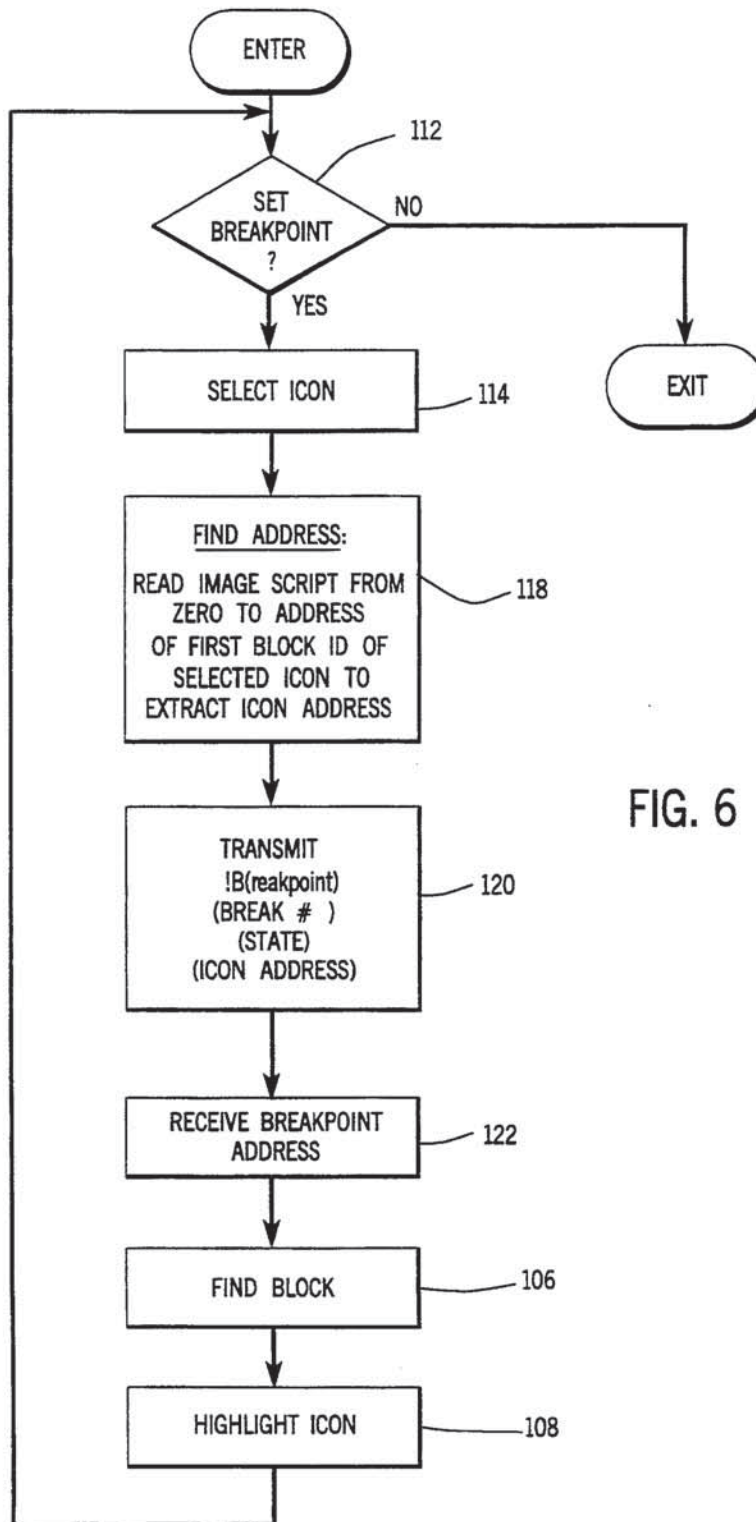 ENTER
112
SET
BREAKPOINT
?
NO
YES
SELECT ICON
114
EXIT
FIND ADDRESS:
READ IMAGE SCRIPT FROM
ZERO TO ADDRESS
OF FIRST BLOCK ID OF
SELECTED ICON TO
EXTRACT ICON ADDRESS
118
FIG. 6
TRANSMIT
!B(reakpoint)
(BREAK # )
(STATE)
(ICON ADDRESS)
120
RECEIVE BREAKPOINT
ADDRESS
122
FIND BLOCK
106
HIGHLIGHT ICON
108